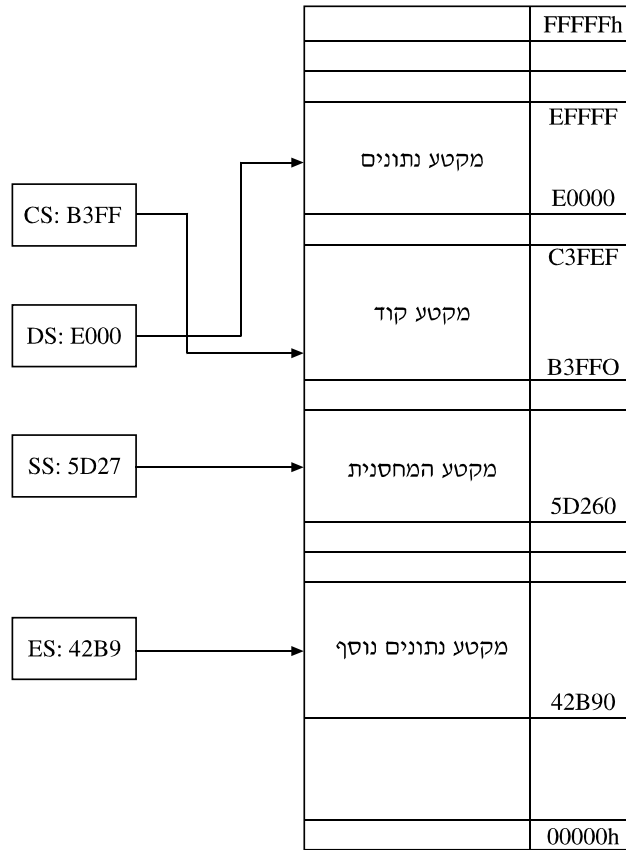 FFFFFh
EFFFF
מקטע נתונים
E0000
CS: B3FF
C3FEF
מקטע קוד
DS: E000
B3FFO
SS: 5D27
מקטע המחסנית
5D260
ES: 42B9
מקטע נתונים נוסף
42B90
00000h